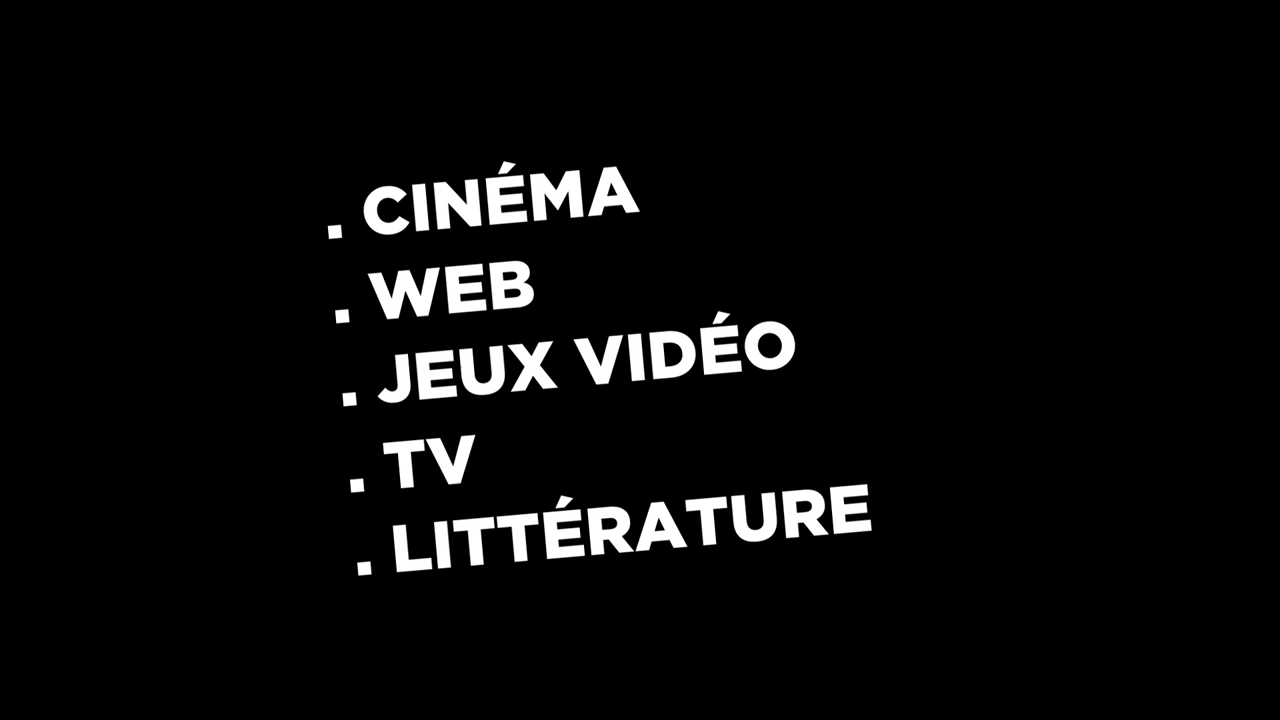 . CINÉMA
. WEB
. JEUX VIDÉO
. TV
. LITTÉRATURE